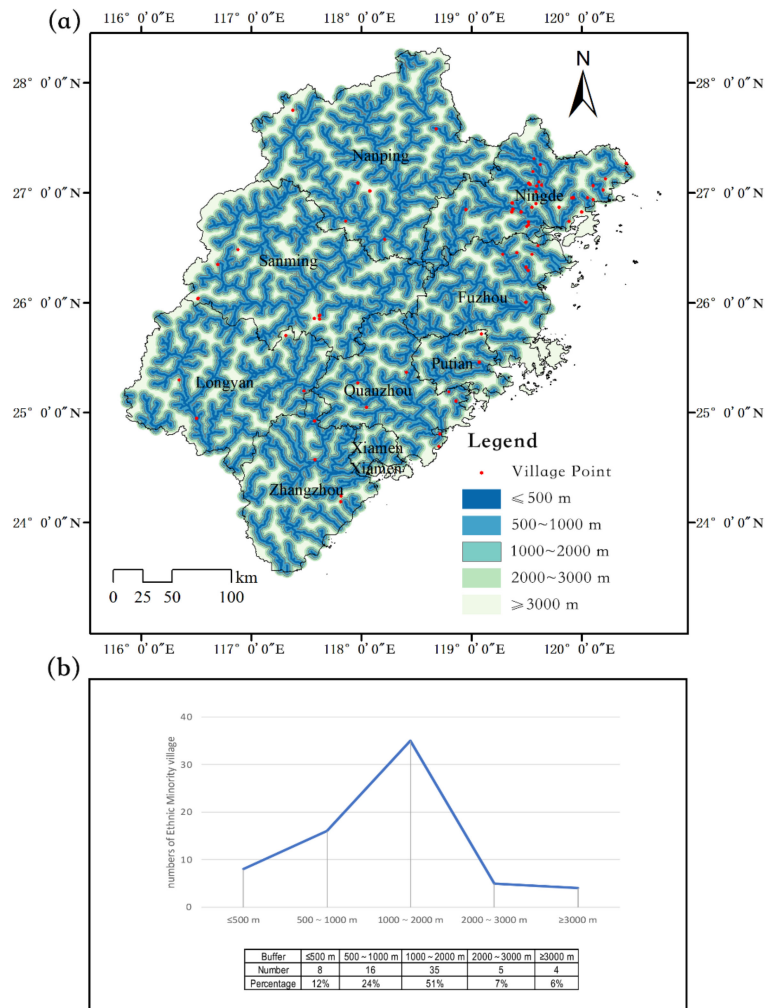 (a)
116° 0′0″E 117° 0′0″E 118° 0′0″E 119° 0′0″E 120° 0′0″E
N
28° 0′0″N 28° 0′0″N
Nanping
27° 0′0″N Ningde 27° 0′0″N
Sanming
26° 0′0″N Fuzhou 26° 0′0″N
Putian
Longyan Quanzhou
25° 0′0″N 25° 0′0″N
Xiamen
Xiamen
Legend
Zhangzhou
Village Point
24° 0′0″N ≤500 m 24° 0′0″N
500~1000 m
1000~2000 m
km
2000~3000 m
0 25 50 100
≥3000 m
116° 0′0″E 117° 0′0″E 118° 0′0″E 119° 0′0″E 120° 0′0″E
(b)
numbers of Ethnic Minority village
40
30
20
10
0
≤500 m 500～1000 m 1000～2000 m 2000～3000 m ≥3000 m
Buffer ≤500 m 500～1000 m 1000～2000 m 2000～3000 m ≥3000 m
Number 8 16 35 5 4
Percentage 12% 24% 51% 7% 6%